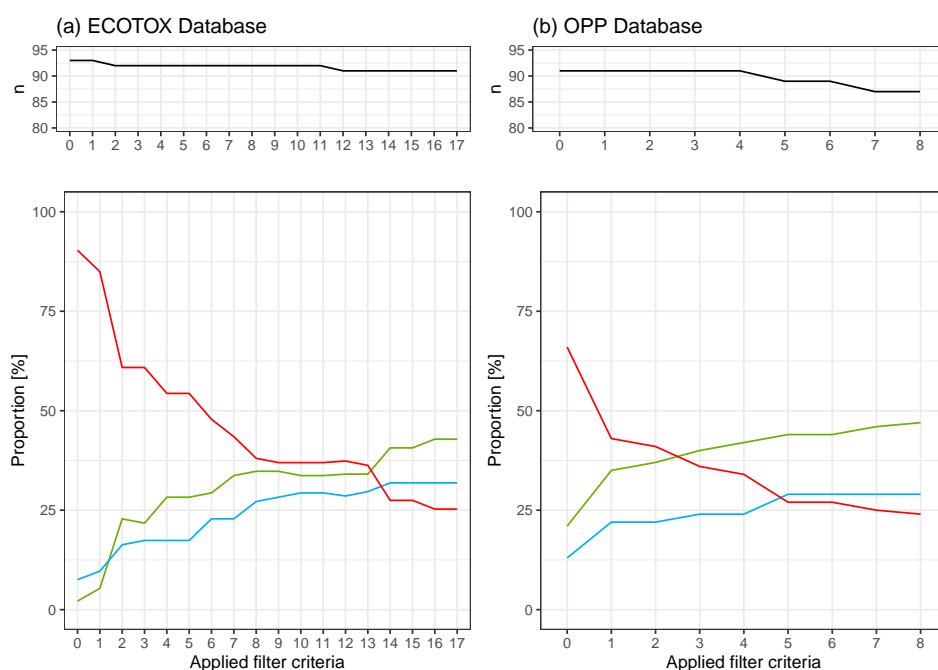 (a) ECOTOX Database
(b) OPP Database
95
90
85
80
n
0 1 2 3 4 5 6 7 8 9 10 11 12 13 14 15 16 17
95
90
85
80
n
0 1 2 3 4 5 6 7 8
100
75
50
25
0
Proportion [%]
0 1 2 3 4 5 6 7 8 9 10 11 12 13 14 15 16 17
Applied filter criteria
100
75
50
25
0
Proportion [%]
0 1 2 3 4 5 6 7 8
Applied filter criteria